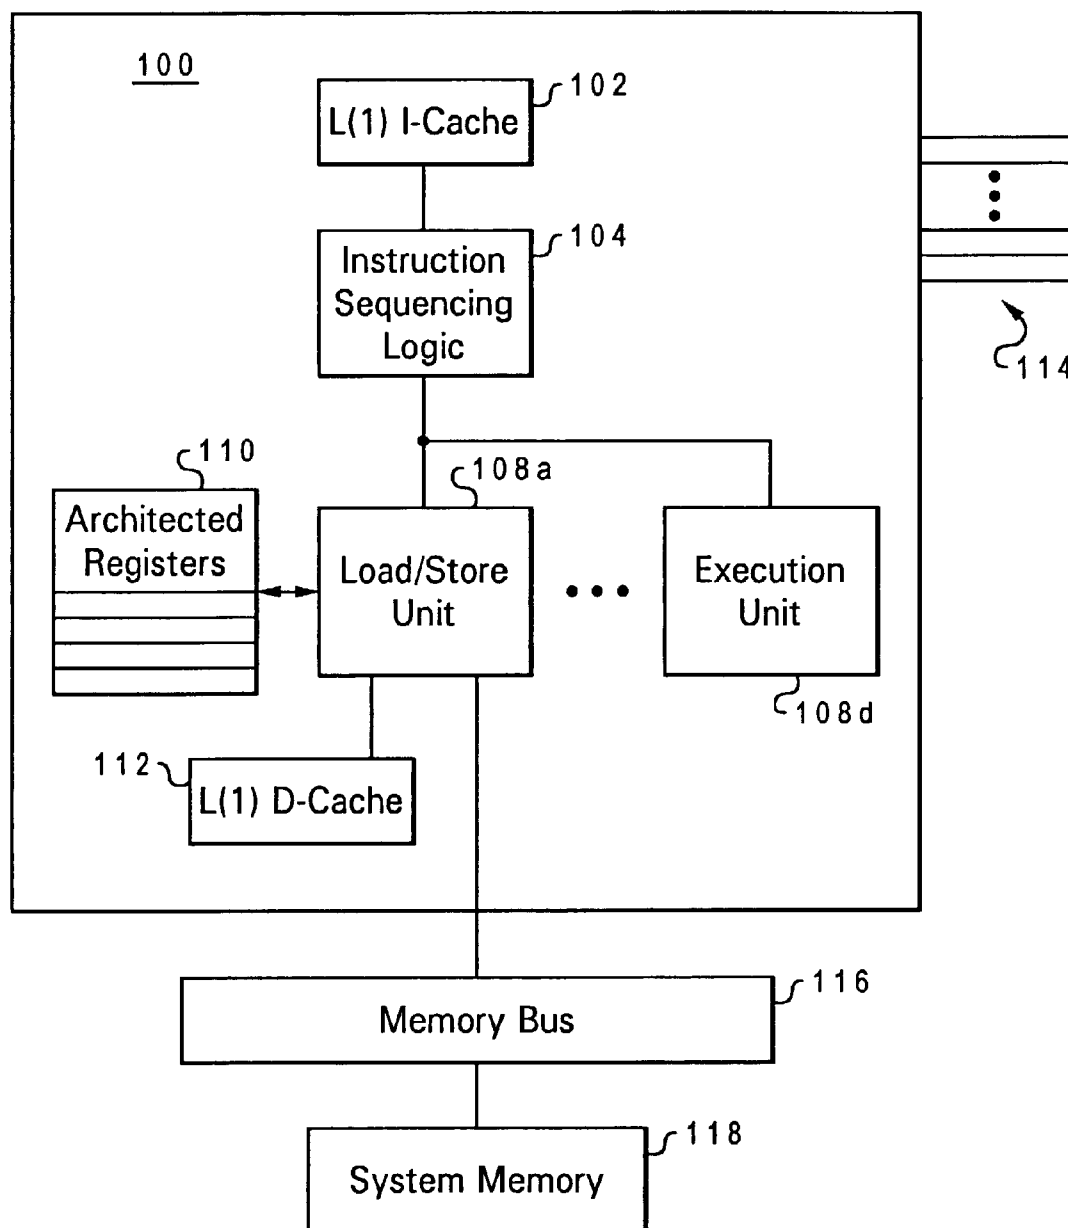 100
102
L(1) I-Cache
104
Instruction
Sequencing
Logic
114
110
108a
Architected
Registers
Load/Store
Unit
Execution
Unit
108d
112
L(1) D-Cache
116
Memory Bus
118
System Memory